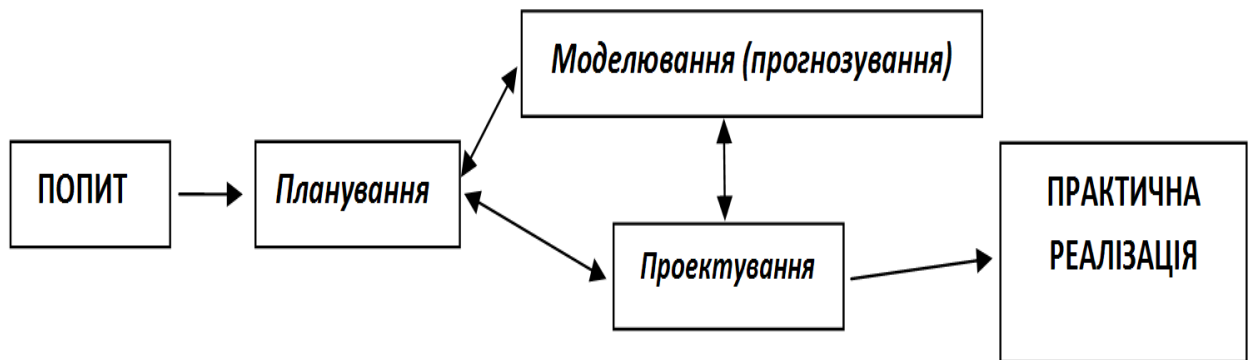 Моделювання (прогнозування)
ПОПИТ
Планування
Проектування
ПРАКТИЧНА
РЕАЛІЗАЦІЯ